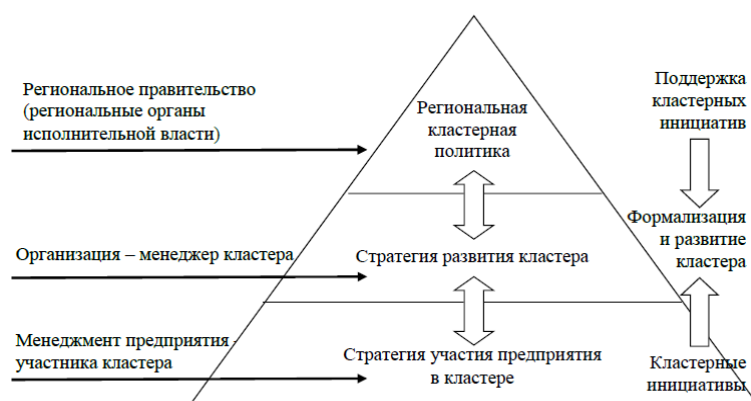 Региональное правительство
(региональные органы
исполнительной власти)
Региональная
кластерная
политика
Поддержка
кластерных
инициатив
Организация – менеджер кластера
Стратегия развития кластера
Формализация
и развитие
кластера
Менеджмент предприятия -
участника кластера
Стратегия участия предприятия
в кластере
Кластерные
инициативы